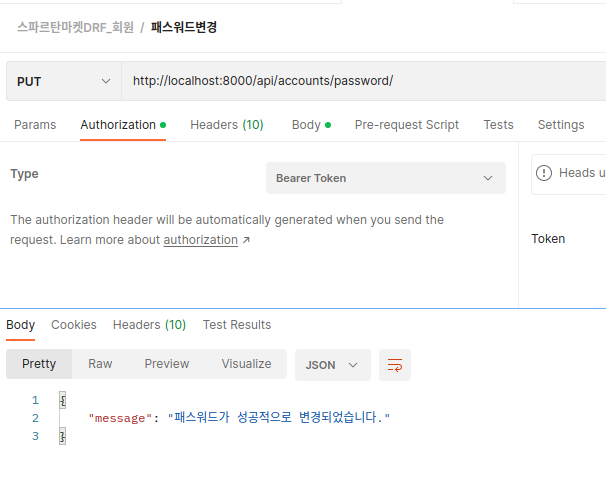 스파르탄마켓DRF_회원 / 패스워드변경
PUT http://localhost:8000/api/accounts/password/
Params Authorization Headers (10) Body Pre-request Script Tests Settings
Type Bearer Token Heads u
The authorization header will be automatically generated when you send the
request. Learn more about authorization ↗
Token
Body Cookies Headers (10) Test Results
Pretty Raw Preview Visualize JSON
1 {
2 "message": "패스워드가 성공적으로 변경되었습니다."
3 }